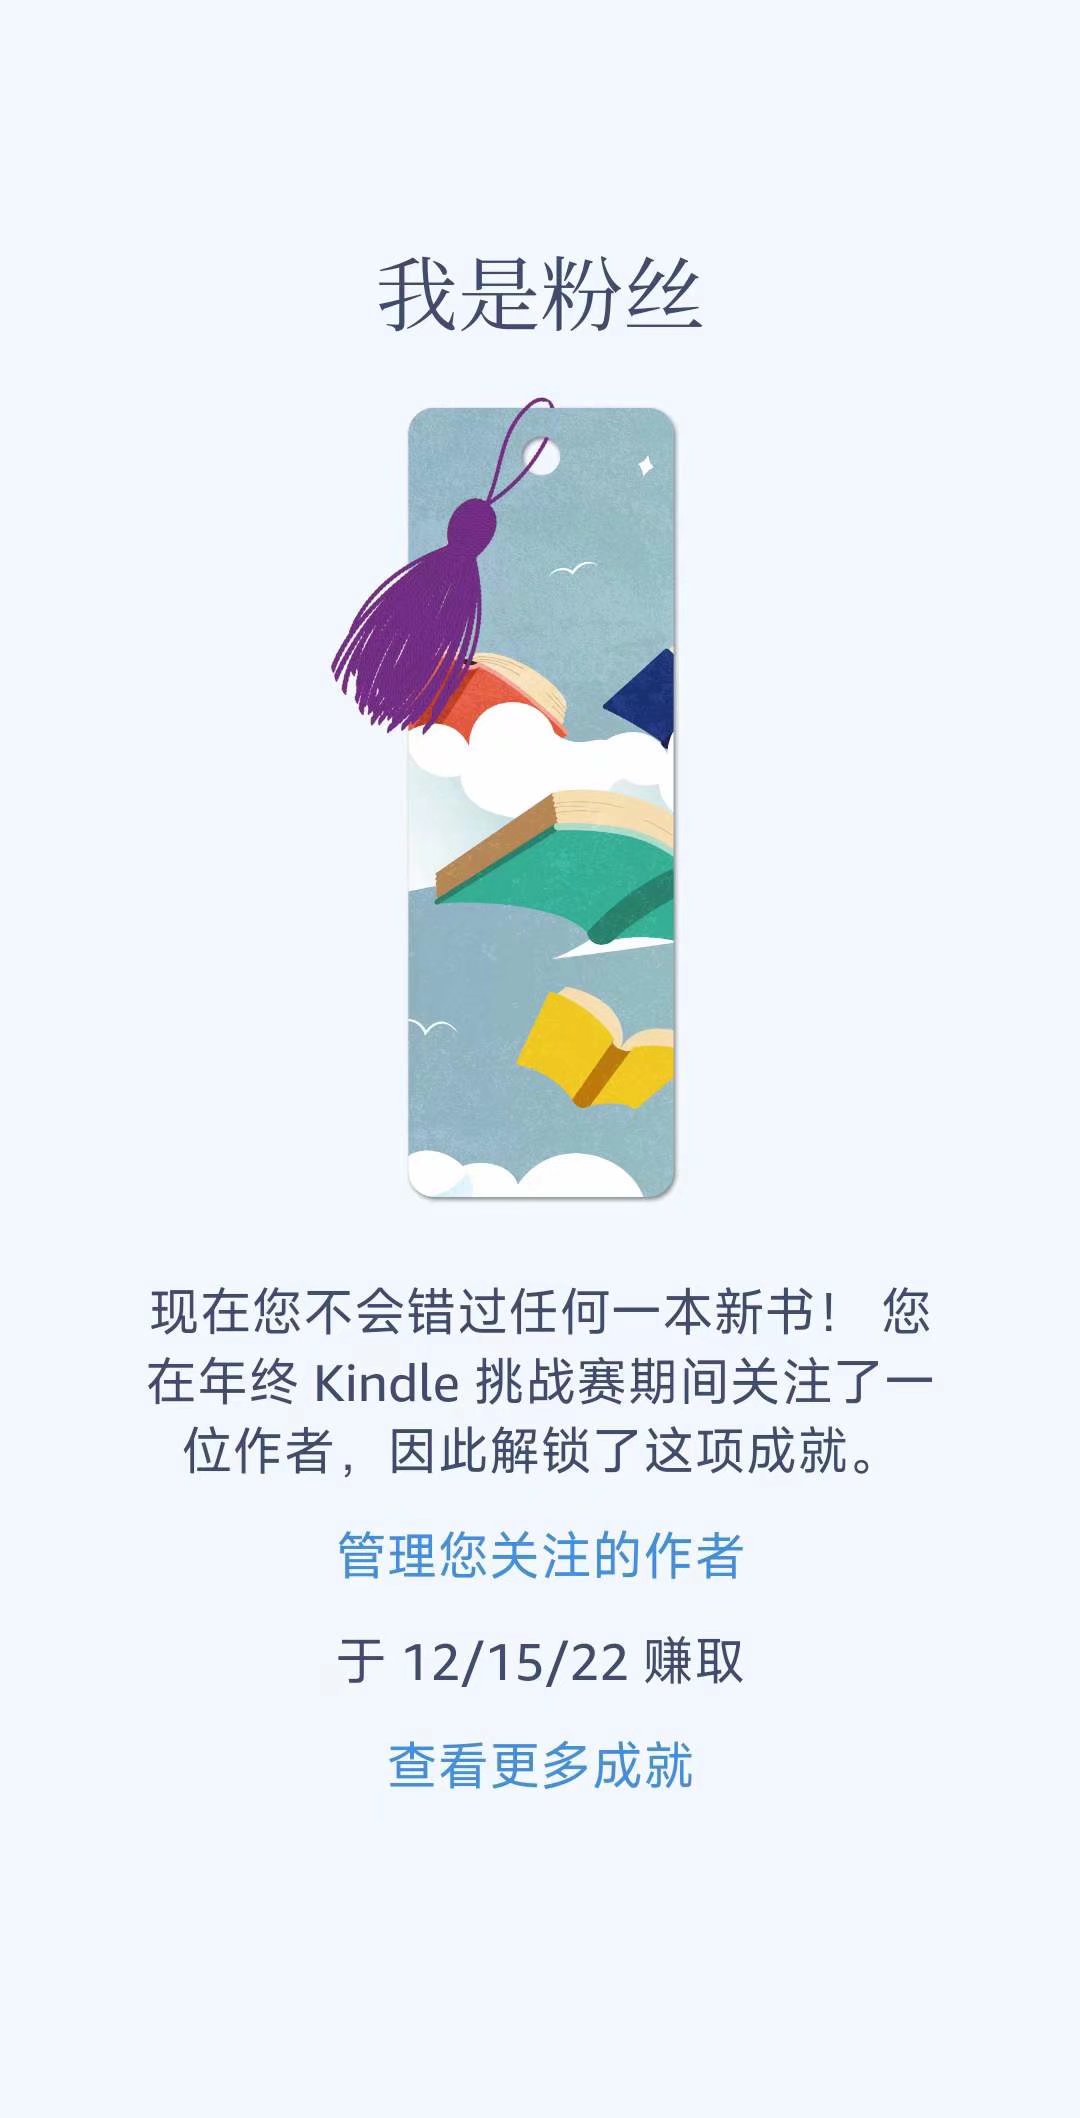 我是粉丝
现在您不会错过任何一本新书！ 您
在年终 Kindle 挑战赛期间关注了一
位作者，因此解锁了这项成就。
管理您关注的作者
于 12/15/22 赚取
查看更多成就